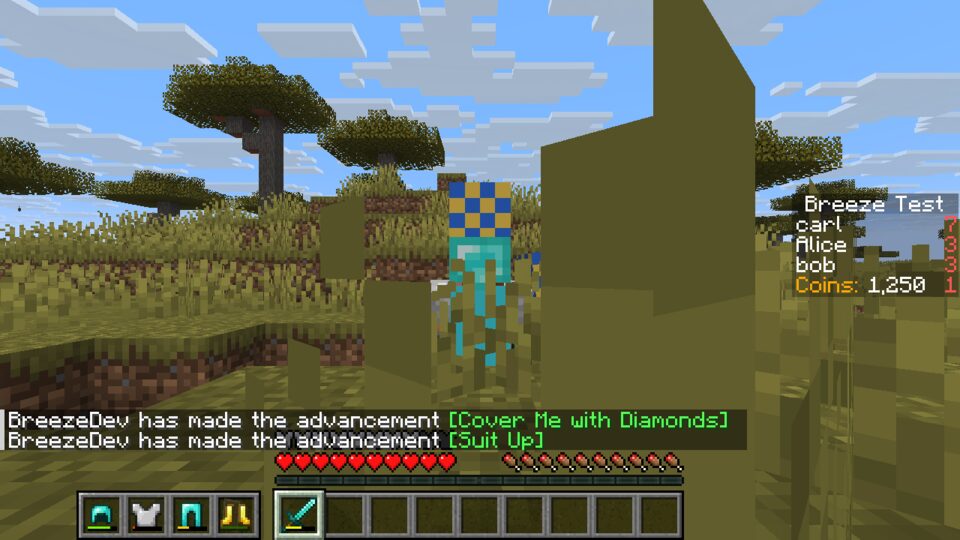 Breeze Test
carl 7
Alice 3
bob 3
Coins: 1,250 1
BreezeDev has made the advancement [Cover Me with Diamonds]
BreezeDev has made the advancement [Suit Up]